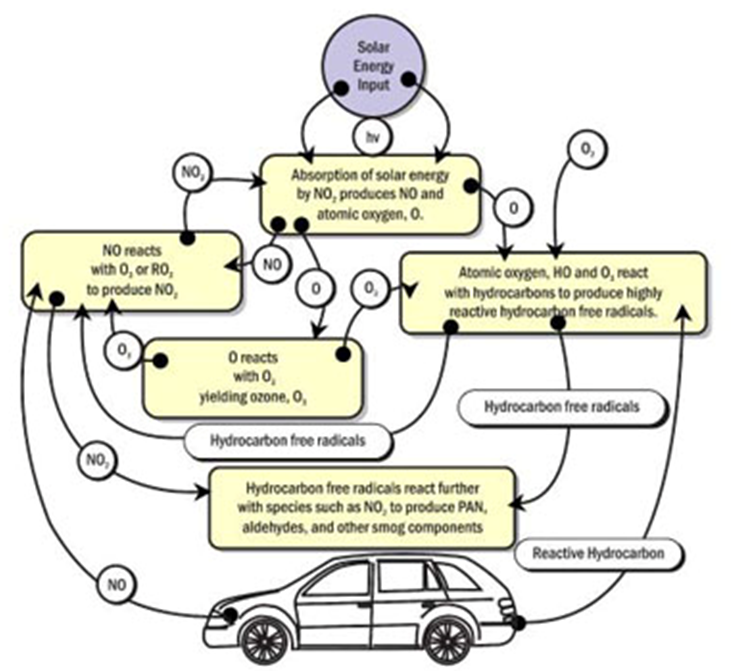 Solar
Energy
Input
hν
NO₂
O₂
Absorption of solar energy
by NO₂ produces NO and
atomic oxygen, O.
O
NO reacts
with O₃ or RO₂
to produce NO₂
NO
O
O₃
Atomic oxygen, HO and O₃ react
with hydrocarbons to produce highly
reactive hydrocarbon free radicals.
O₃
O reacts
with O₂
yielding ozone, O₃
Hydrocarbon free radicals
Hydrocarbon free radicals
NO₂
Hydrocarbon free radicals react further
with species such as NO₂ to produce PAN,
aldehydes, and other smog components
Reactive Hydrocarbon
NO